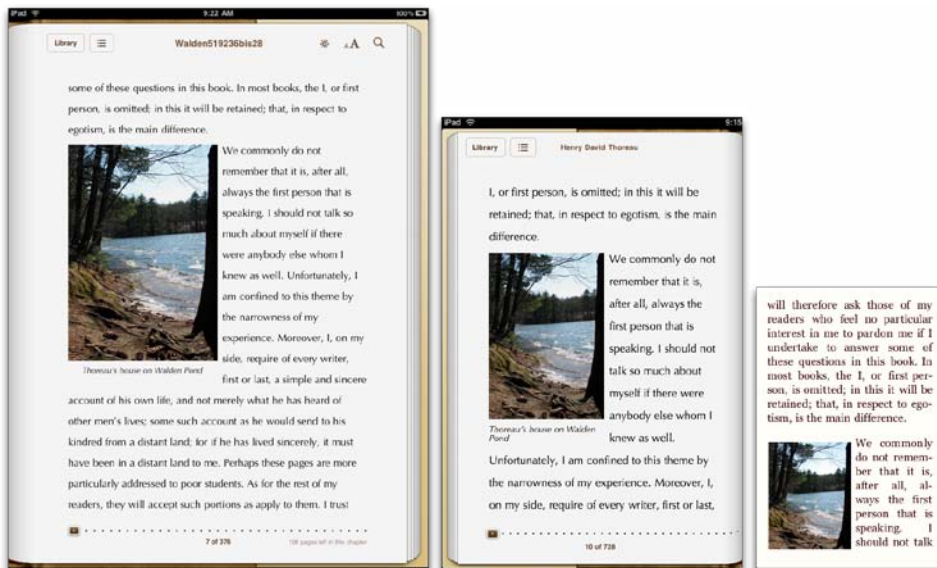 iPad
9:22 AM
100%
Library
Walden519236bis28
AA
some of these questions in this book. In most books, the I, or first
person, is omitted; in this it will be retained; that, in respect to
egotism, is the main difference.
We commonly do not
remember that it is, after all,
always the first person that is
speaking. I should not talk so
much about myself if there
were anybody else whom I
knew as well. Unfortunately, I
am confined to this theme by
the narrowness of my
experience. Moreover, I, on my
side, require of every writer,
first or last, a simple and sincere
Thoreau's house on Walden Pond
account of his own life, and not merely what he has heard of
other men's lives; some such account as he would send to his
kindred from a distant land; for if he has lived sincerely, it must
have been in a distant land to me. Perhaps these pages are more
particularly addressed to poor students. As for the rest of my
readers, they will accept such portions as apply to them. I trust
7 of 376
pages left in this chapter
iPad
9:15
Library
Henry David Thoreau
I, or first person, is omitted; in this it will be
retained; that, in respect to egotism, is the main
difference.
We commonly do not
remember that it is,
after all, always the
first person that is
speaking. I should not
talk so much about
myself if there were
anybody else whom I
knew as well.
Thoreau's house on Walden
Pond
Unfortunately, I am confined to this theme by
the narrowness of my experience. Moreover, I,
on my side, require of every writer, first or last,
10 of 728
will therefore ask those of my
readers who feel no particular
interest in me to pardon me if I
undertake to answer some of
these questions in this book. In
most books, the I, or first per-
son, is omitted; in this it will be
retained; that, in respect to ego-
tism, is the main difference.
We commonly
do not remem-
ber that it is,
after all, al-
ways the first
person that is
speaking. I
should not talk